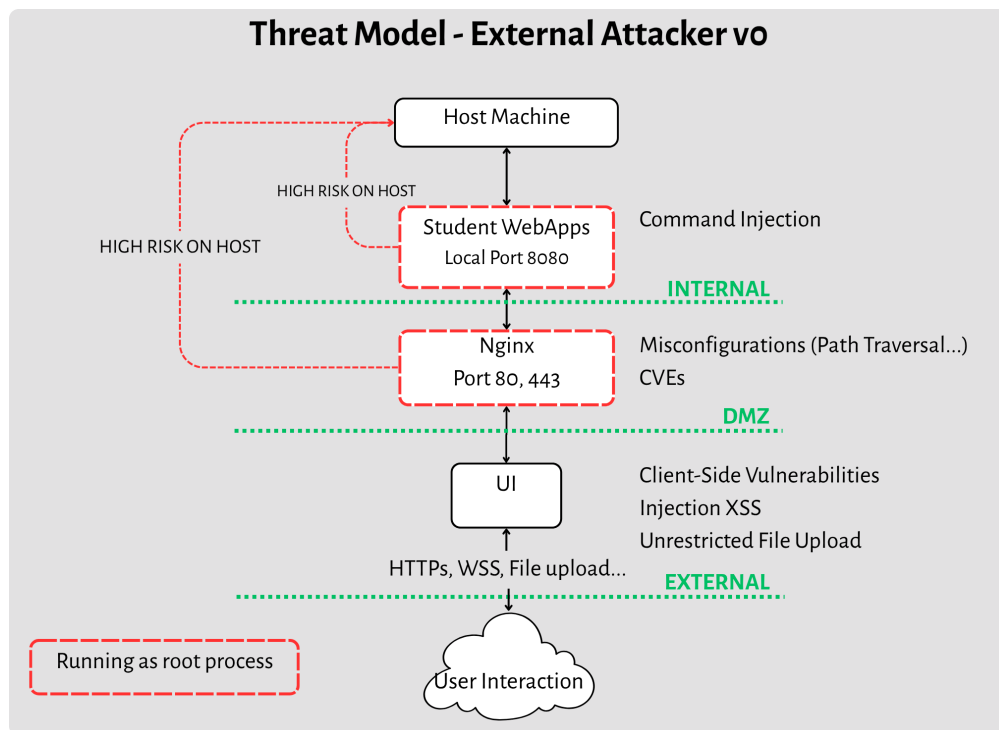 Threat Model - External Attacker v0
Host Machine
HIGH RISK ON HOST
Student WebApps
Local Port 8080
Command Injection
HIGH RISK ON HOST
INTERNAL
Nginx
Port 80, 443
Misconfigurations (Path Traversal...)
CVEs
DMZ
UI
Client-Side Vulnerabilities
Injection XSS
Unrestricted File Upload
HTTPs, WSS, File upload...
EXTERNAL
Running as root process
User Interaction